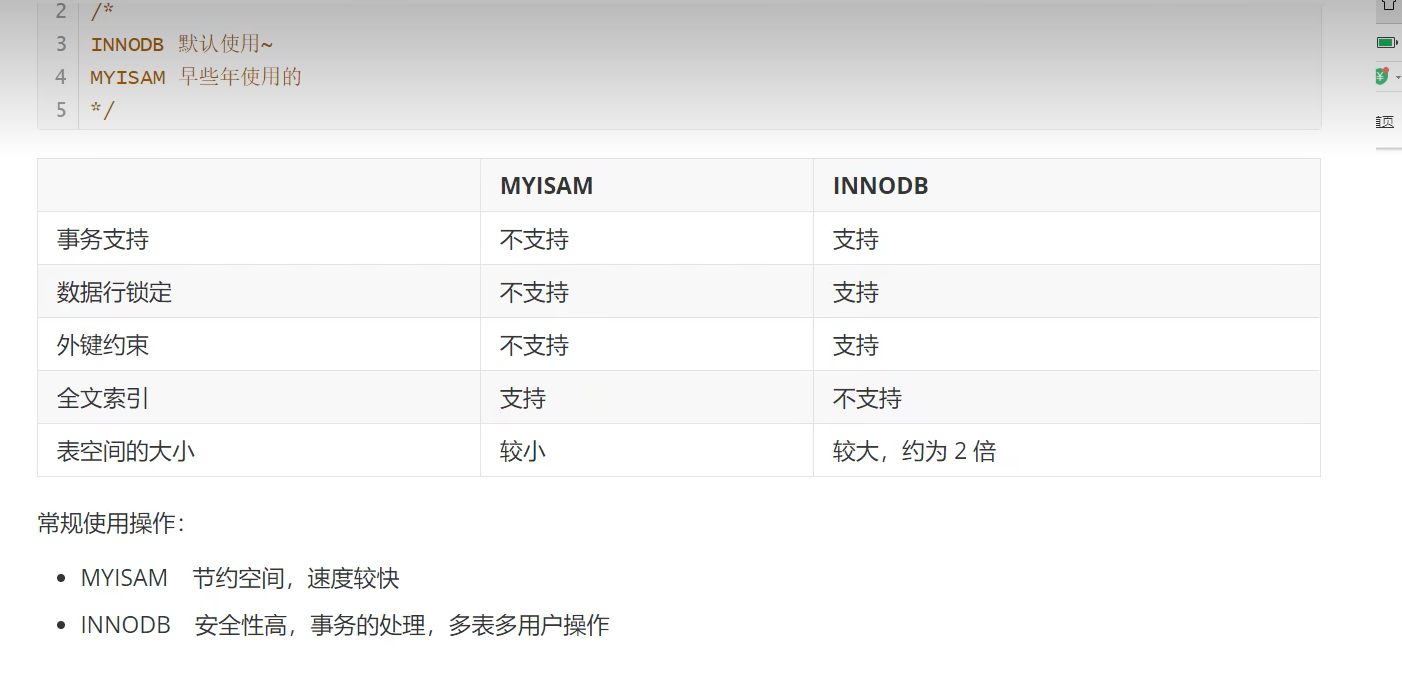 2 /*
3 INNODB 默认使用~
4 MYISAM 早些年使用的
5 */
首页
MYISAM INNODB
事务支持 不支持 支持
数据行锁定 不支持 支持
外键约束 不支持 支持
全文索引 支持 不支持
表空间的大小 较小 较大，约为 2 倍
常规使用操作：
MYISAM 节约空间，速度较快
INNODB 安全性高，事务的处理，多表多用户操作